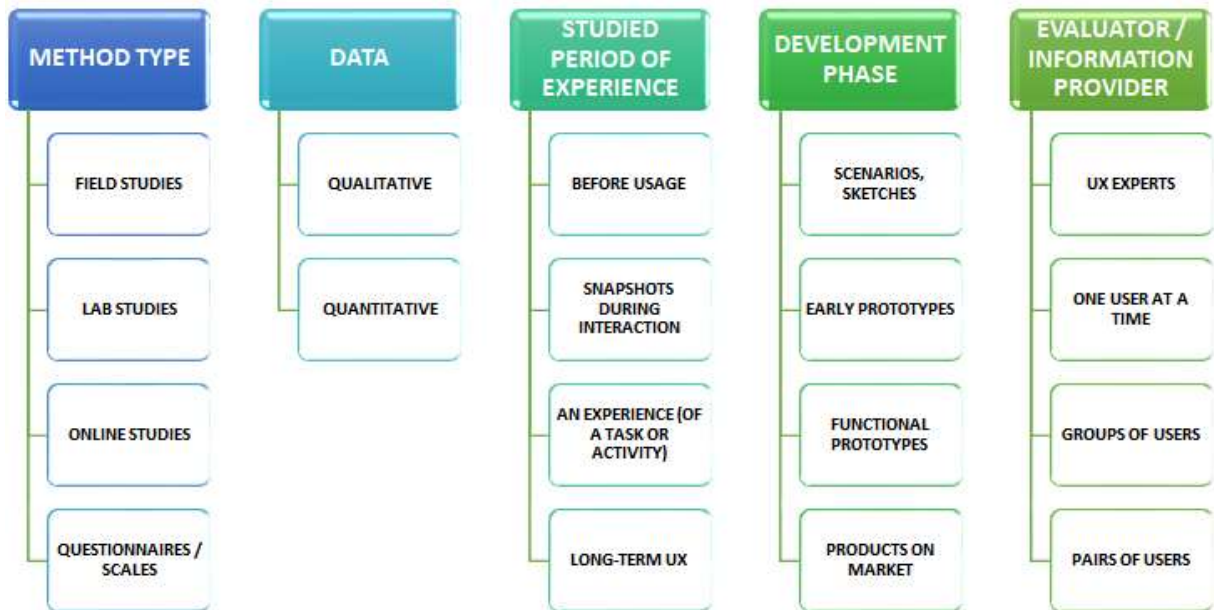 METHOD TYPE
FIELD STUDIES
LAB STUDIES
ONLINE STUDIES
QUESTIONNAIRES /
SCALES
DATA
QUALITATIVE
QUANTITATIVE
STUDIED
PERIOD OF
EXPERIENCE
BEFORE USAGE
SNAPSHOTS
DURING
INTERACTION
AN EXPERIENCE (OF
A TASK OR
ACTIVITY)
LONG-TERM UX
DEVELOPMENT
PHASE
SCENARIOS,
SKETCHES
EARLY PROTOTYPES
FUNCTIONAL
PROTOTYPES
PRODUCTS ON
MARKET
EVALUATOR /
INFORMATION
PROVIDER
UX EXPERTS
ONE USER AT A
TIME
GROUPS OF USERS
PAIRS OF USERS